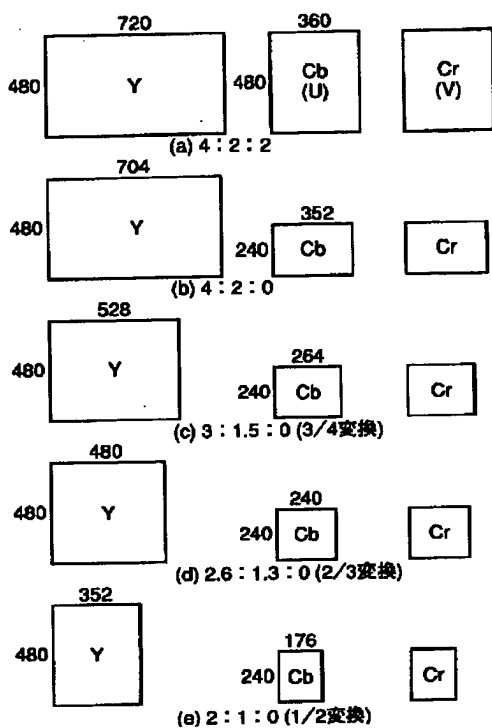 720 360
480 Y 480 Cb (U) Cr (V)
(a) 4：2：2
704
480 Y 352
240 Cb Cr
(b) 4：2：0
528
480 Y 264
240 Cb Cr
(c) 3：1.5：0 (3/4変換)
480
480 Y 240
240 Cb Cr
(d) 2.6：1.3：0 (2/3変換)
352
480 Y 176
240 Cb Cr
(e) 2：1：0 (1/2変換)